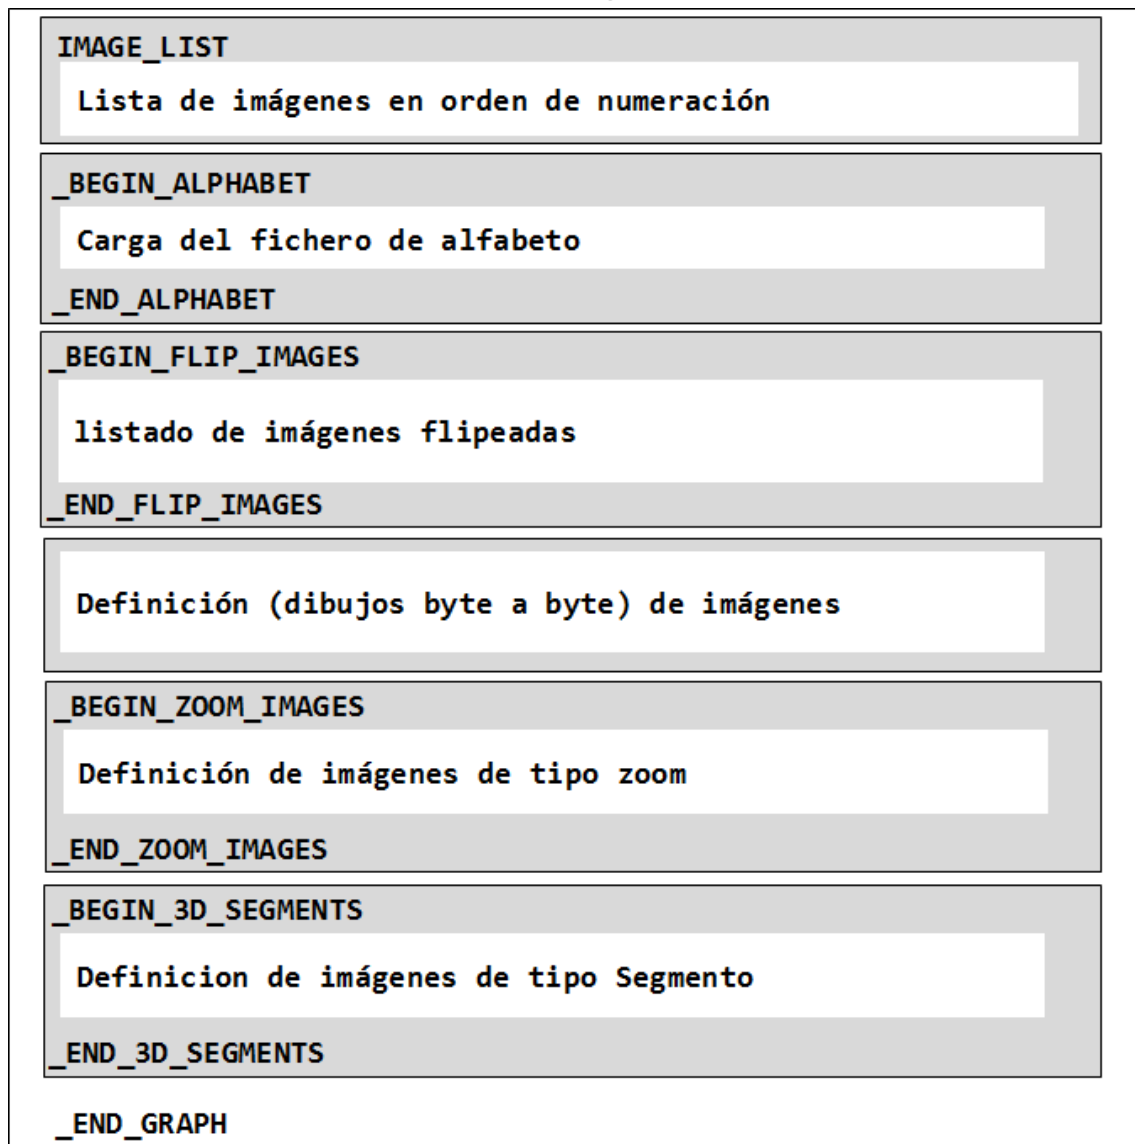 IMAGE_LIST
Lista de imágenes en orden de numeración
_BEGIN_ALPHABET
Carga del fichero de alfabeto
_END_ALPHABET
_BEGIN_FLIP_IMAGES
listado de imágenes flipeadas
_END_FLIP_IMAGES
Definición (dibujos byte a byte) de imágenes
_BEGIN_ZOOM_IMAGES
Definición de imágenes de tipo zoom
_END_ZOOM_IMAGES
_BEGIN_3D_SEGMENTS
Definicion de imágenes de tipo Segmento
_END_3D_SEGMENTS
_END_GRAPH